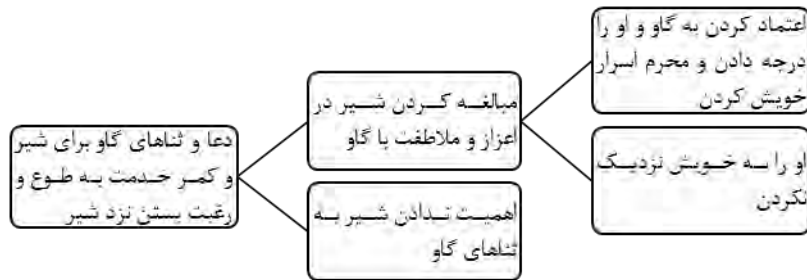 اعتماد کردن به گاو و او را
درجه دادن و محرم اسرار
خویش کردن
مبالغه کردن شیر در
اعزاز و ملاطفت با گاو
او را به خویش نزدیک
نکردن
دعا و ثناهای گاو برای شیر
و کمر خدمت به طوع و
رغبت بستن نزد شیر
اهمیت ندادن شیر به
ثناهای گاو